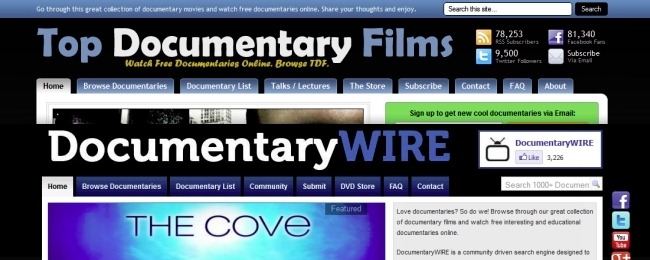 Go through this great collection of documentary movies and watch free documentaries online. Share your thoughts and enjoy.
Search this site...
Search
Top Documentary Films
Watch Free Documentaries Online. Browse TDF.
78,253
RSS Subscribers
81,340
Facebook Fans
9,500
Twitter Followers
Subscribe
Via Email
Home Browse Documentaries Documentary List Talks / Lectures The Store Subscribe Contact FAQ About
Sign up to get new cool documentaries via Email:
DocumentaryWIRE
DocumentaryWIRE
Like 3,226
Home Browse Documentaries Documentary List Community Submit DVD Store FAQ Contact
Search 1000+ Documen
THE COVE
Featured
Love documentaries? So do we! Browse through our great collection
of documentary films and watch free interesting and educational
documentaries online.
DocumentaryWIRE is a community driven search engine designed to
You
Tube